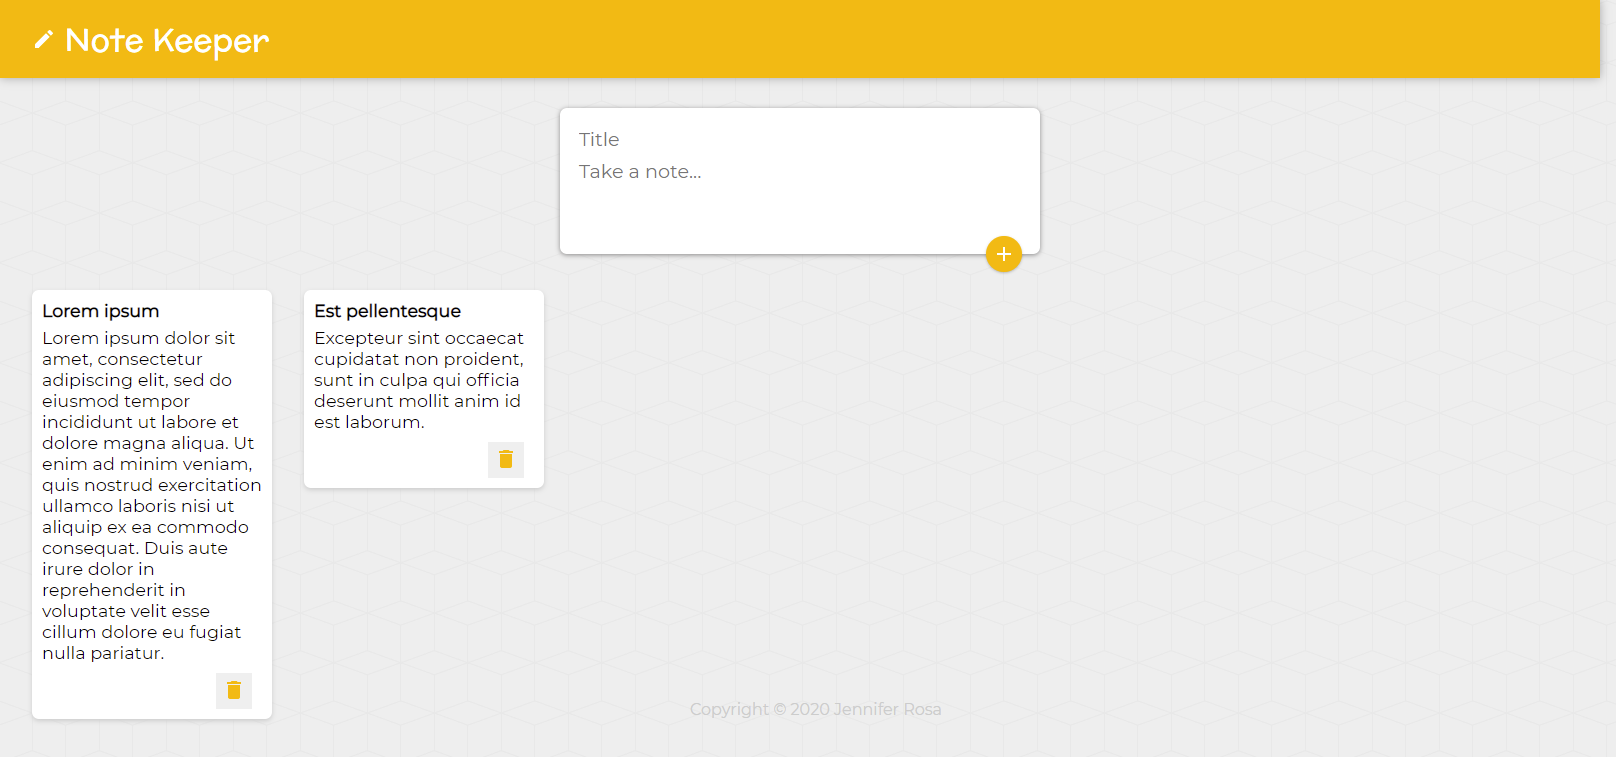 Note Keeper
Title
Take a note...
Lorem ipsum
Lorem ipsum dolor sit
amet, consectetur
adipiscing elit, sed do
eiusmod tempor
incididunt ut labore et
dolore magna aliqua. Ut
enim ad minim veniam,
quis nostrud exercitation
ullamco laboris nisi ut
aliquip ex ea commodo
consequat. Duis aute
irure dolor in
reprehenderit in
voluptate velit esse
cillum dolore eu fugiat
nulla pariatur.
Est pellentesque
Excepteur sint occaecat
cupidatat non proident,
sunt in culpa qui officia
deserunt mollit anim id
est laborum.
Copyright © 2020 Jennifer Rosa